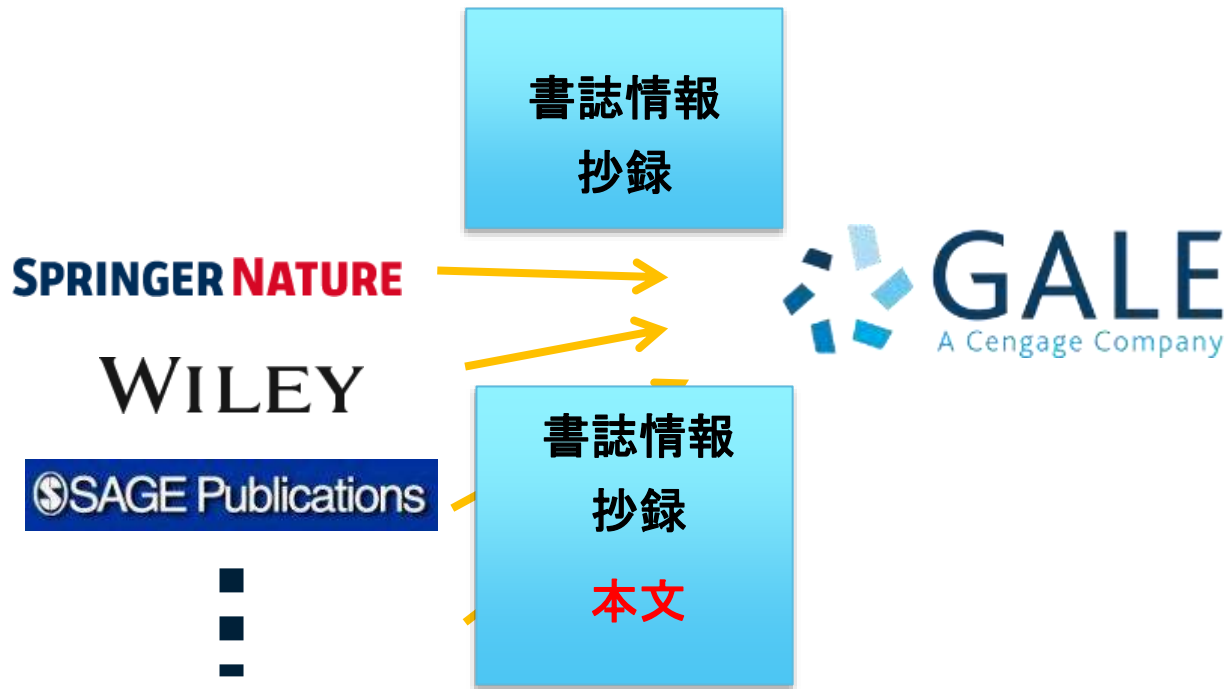 書誌情報
抄録
SPRINGER NATURE
WILEY
SAGE Publications
GALE
A Cengage Company
書誌情報
抄録
本文